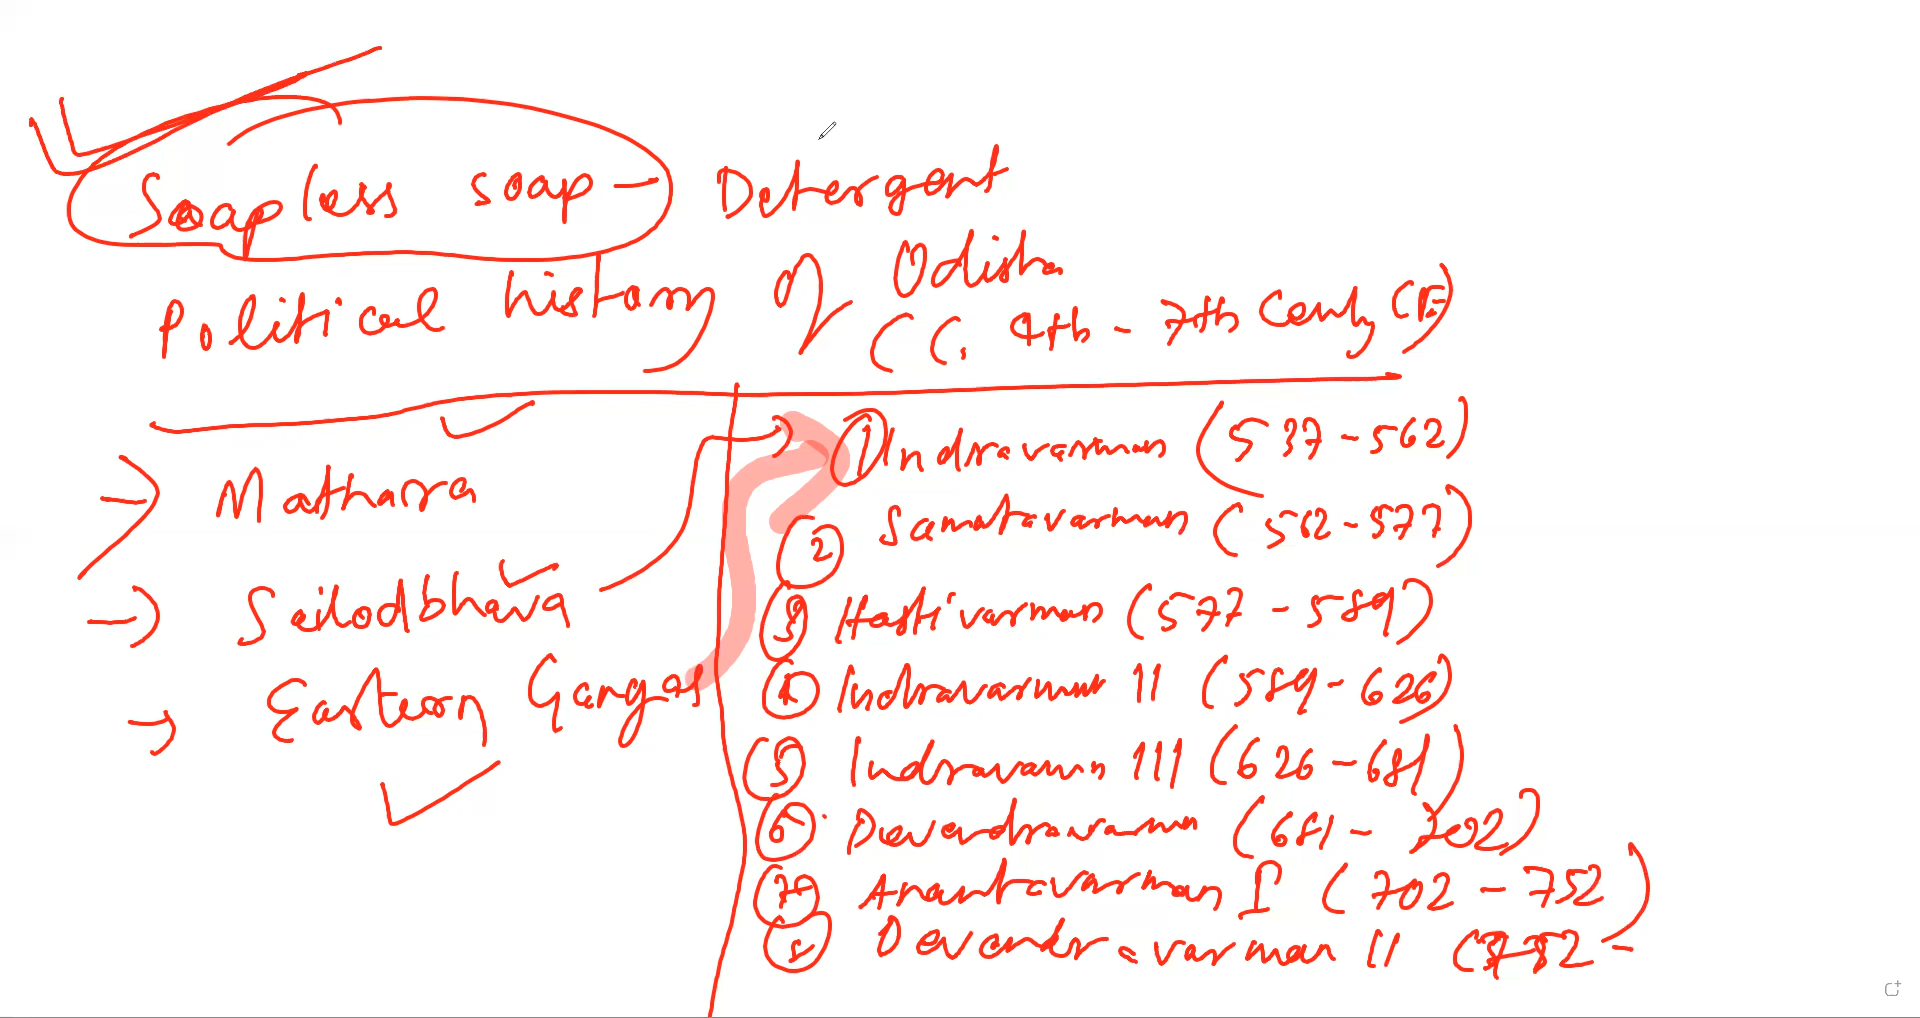 Soapless soap - Detergent
Political history of Odisha
(C. 4th - 7th Century CE)
→ Mathara
→ Sailodbhava
→ Eastern Gangas
① Indravarman (537-562)
② Samatavarman (562-577)
③ Hastivarman (577-589)
④ Indravarman II (589-626)
⑤ Indravarman III (626-681)
⑥ Devendravarman (681-702)
⑦ Anantavarman I (702-752)
⑧ Devendravarman II (752-